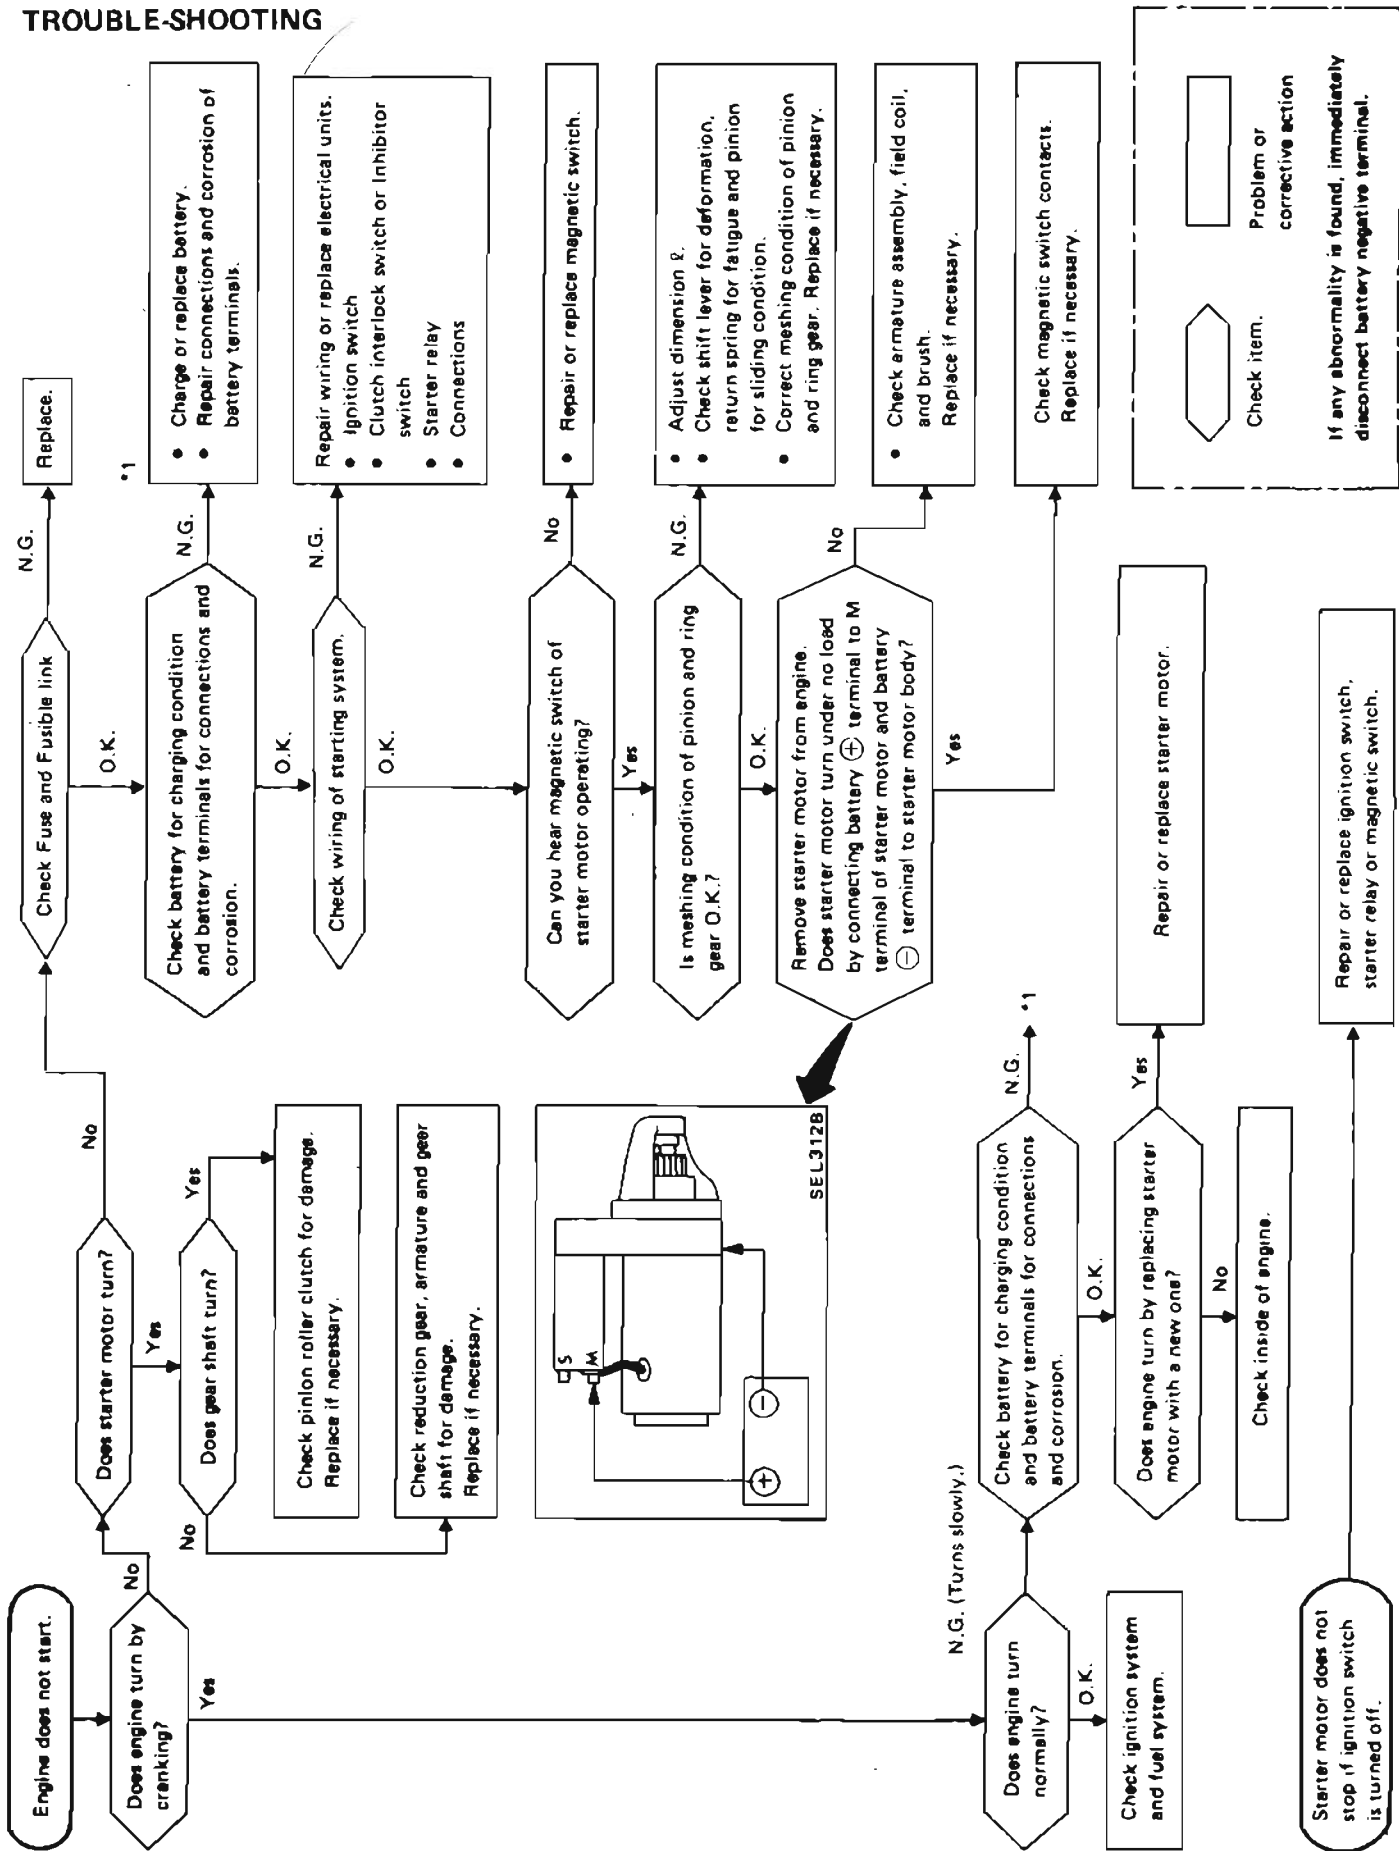 TROUBLE-SHOOTING
Engine does not start.
Does engine turn by
cranking?
No
Yes
Does starter motor turn?
No
Yes
Does gear shaft turn?
Yes
No
Check pinion roller clutch for damage.
Replace if necessary.
Check reduction gear, armature and gear
shaft for damage.
Replace if necessary.
Check Fuse and Fusible link
N.G.
Replace.
O.K.
Check battery for charging condition
and battery terminals for connections and
corrosion.
N.G.
*1
• Charge or replace battery.
• Repair connections and corrosion of
battery terminals.
O.K.
Check wiring of starting system.
N.G.
Repair wiring or replace electrical units.
• Ignition switch
• Clutch interlock switch or Inhibitor
switch
• Starter relay
• Connections
O.K.
Can you hear magnetic switch of
starter motor operating?
No
• Repair or replace magnetic switch.
Yes
Is meshing condition of pinion and ring
gear O.K.?
N.G.
• Adjust dimension ℓ.
• Check shift lever for deformation,
return spring for fatigue and pinion
for sliding condition.
• Correct meshing condition of pinion
and ring gear. Replace if necessary.
O.K.
Remove starter motor from engine.
Does starter motor turn under no load
by connecting battery ⊕ terminal to M
terminal of starter motor and battery
⊖ terminal to starter motor body?
No
• Check armature assembly, field coil,
and brush.
Replace if necessary.
Yes
Check magnetic switch contacts.
Replace if necessary.
S
M
+
−
SEL312B
Does engine turn
normally?
N.G. (Turns slowly.)
O.K.
Check ignition system
and fuel system.
Check battery for charging condition
and battery terminals for connections
and corrosion.
N.G.
*1
O.K.
Does engine turn by replacing starter
motor with a new one?
Yes
Repair or replace starter motor.
No
Check inside of engine.
Starter motor does not
stop if ignition switch
is turned off.
Repair or replace ignition switch,
starter relay or magnetic switch.
Check item.
Problem or
corrective action
If any abnormality is found, immediately
disconnect battery negative terminal.